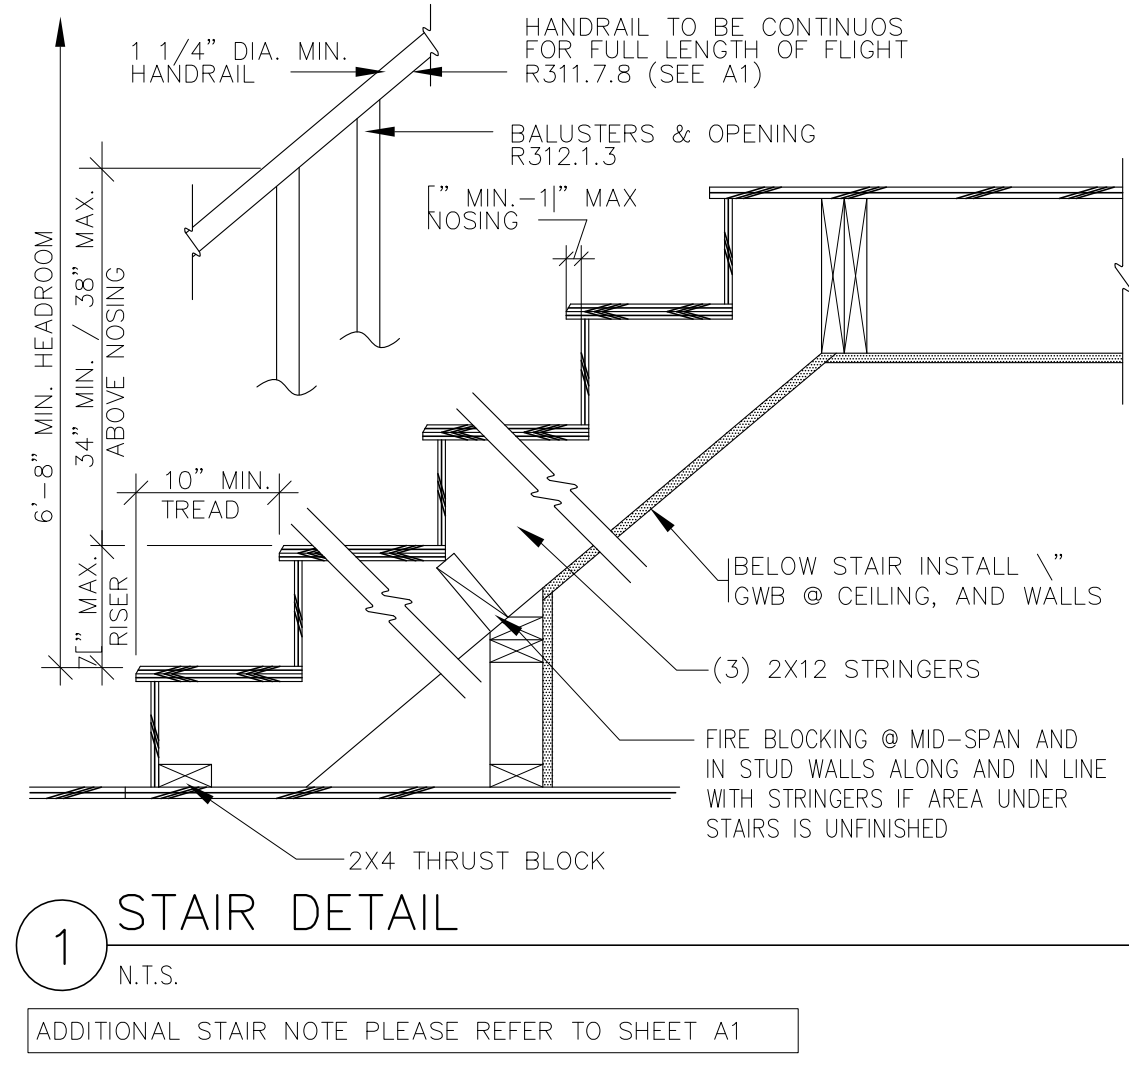 HANDRAIL TO BE CONTINUOS
FOR FULL LENGTH OF FLIGHT
R311.7.8 (SEE A1)
1 1/4" DIA. MIN.
HANDRAIL
BALUSTERS & OPENING
R312.1.3
[" MIN.-1|" MAX
NOSING
6'-8" MIN. HEADROOM
34" MIN. / 38" MAX.
ABOVE NOSING
10" MIN.
TREAD
7[" MAX.
RISER
BELOW STAIR INSTALL \"
GWB @ CEILING, AND WALLS
(3) 2X12 STRINGERS
FIRE BLOCKING @ MID-SPAN AND
IN STUD WALLS ALONG AND IN LINE
WITH STRINGERS IF AREA UNDER
STAIRS IS UNFINISHED
2X4 THRUST BLOCK
1
STAIR DETAIL
N.T.S.
ADDITIONAL STAIR NOTE PLEASE REFER TO SHEET A1